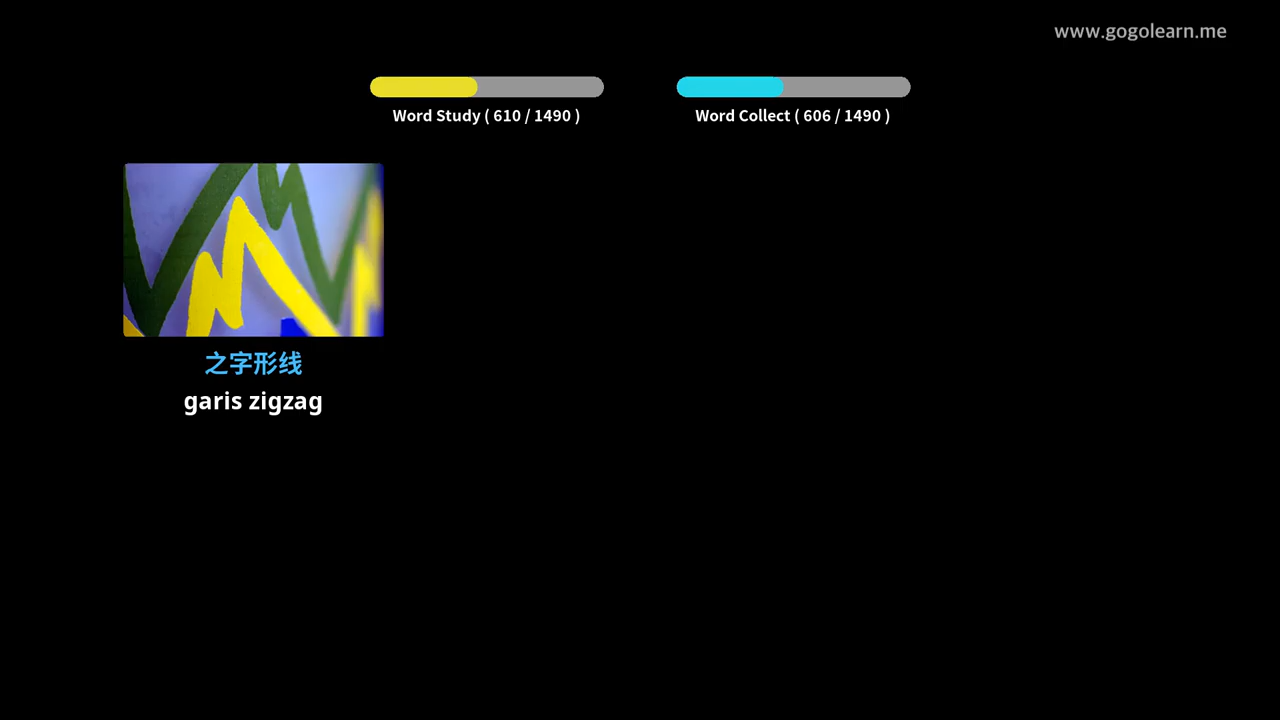 www.gogolearn.me
Word Study ( 610 / 1490 )
Word Collect ( 606 / 1490 )
之字形线
garis zigzag